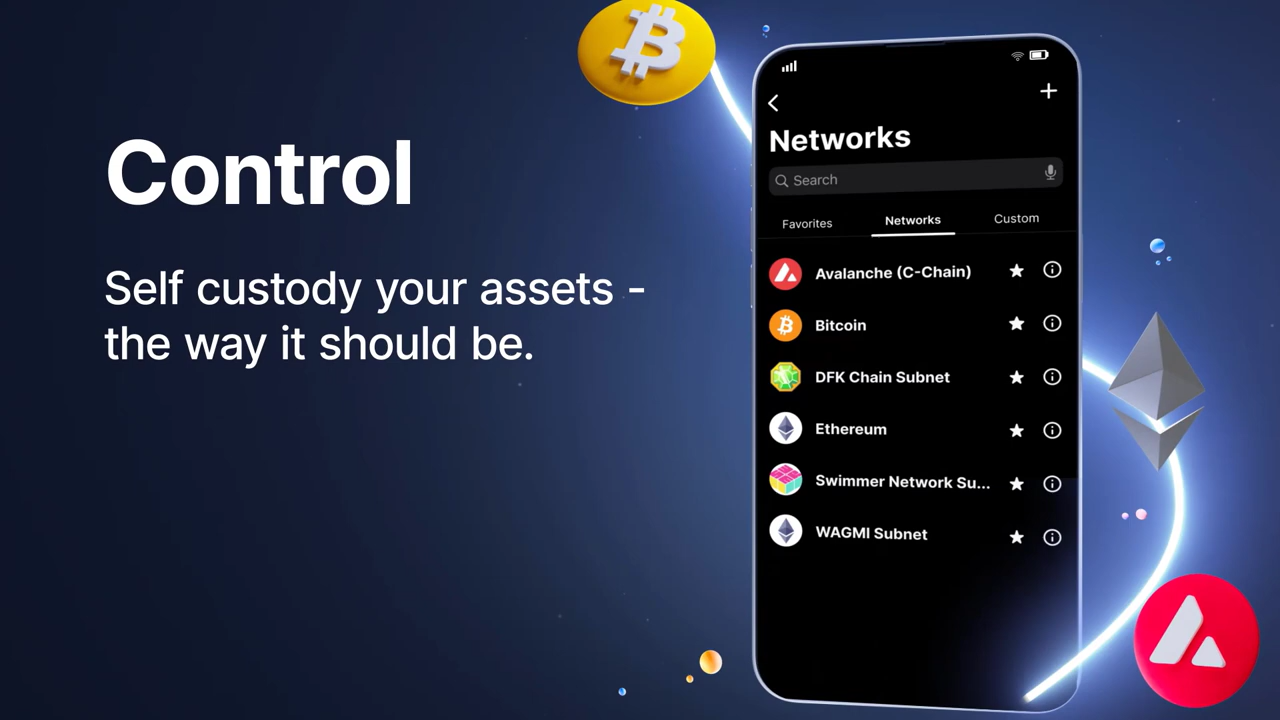 Control
Self custody your assets -
the way it should be.
Networks
Search
Favorites Networks Custom
Avalanche (C-Chain)
Bitcoin
DFK Chain Subnet
Ethereum
Swimmer Network Su...
WAGMI Subnet